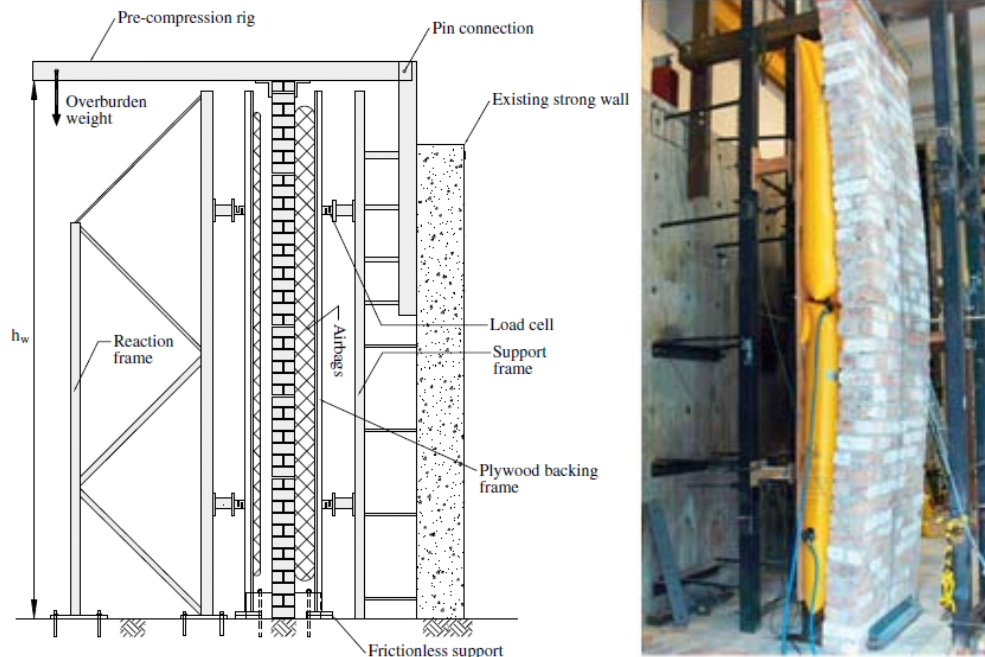 Pre-compression rig
Pin connection
Overburden
weight
Existing strong wall
h_w
Reaction
frame
Airbags
Load cell
Support
frame
Plywood backing
frame
Frictionless support